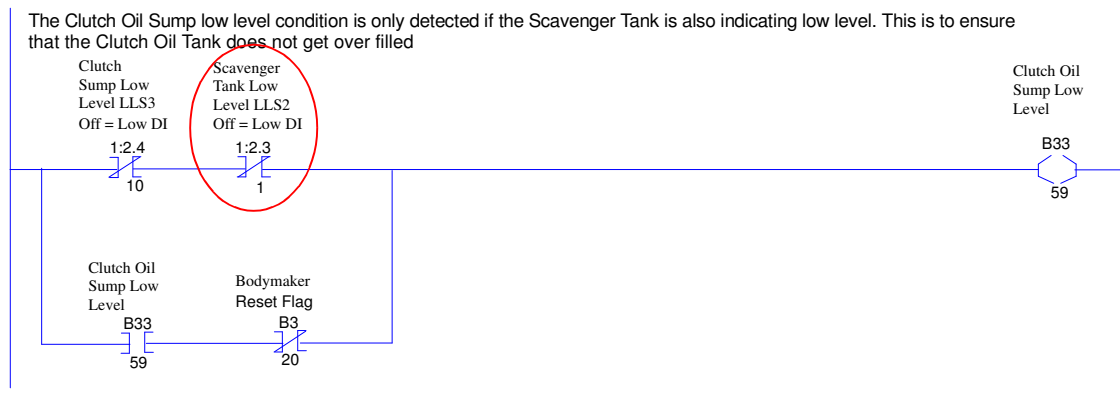 The Clutch Oil Sump low level condition is only detected if the Scavenger Tank is also indicating low level. This is to ensure
that the Clutch Oil Tank does not get over filled
Clutch
Sump Low
Level LLS3
Off = Low DI
1:2.4
10
Scavenger
Tank Low
Level LLS2
Off = Low DI
1:2.3
1
Clutch Oil
Sump Low
Level
B33
59
Clutch Oil
Sump Low
Level
B33
59
Bodymaker
Reset Flag
B3
20